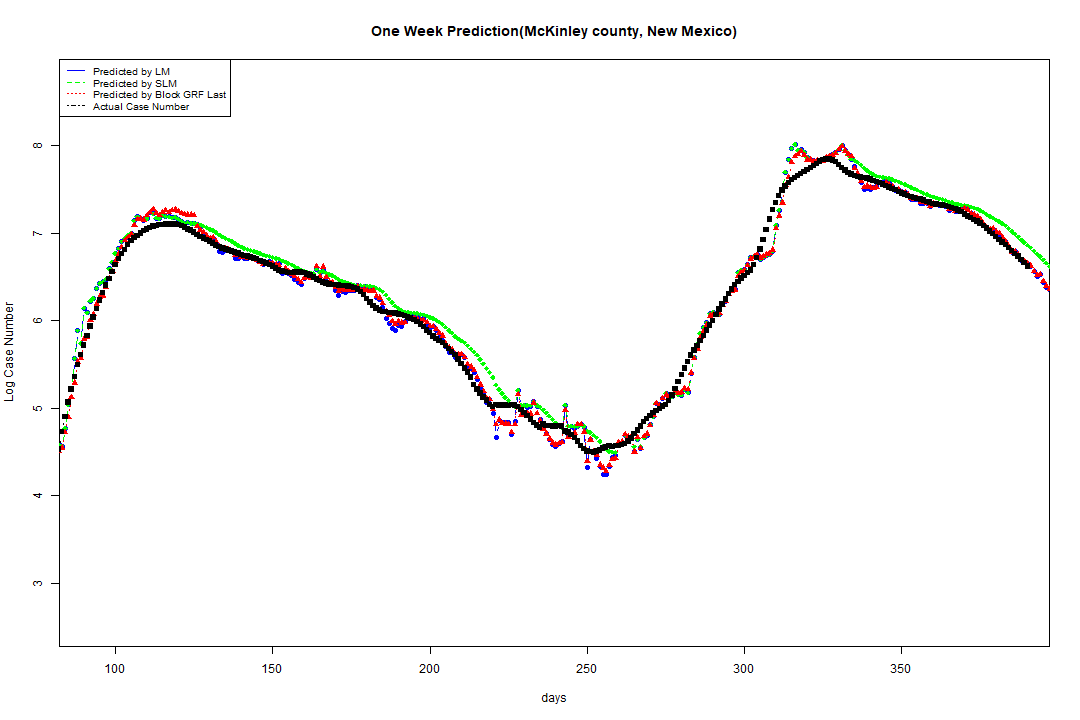 One Week Prediction(McKinley county, New Mexico)
Predicted by LM
Predicted by SLM
Predicted by Block GRF Last
Actual Case Number
8
7
6
5
4
3
Log Case Number
100 150 200 250 300 350
days